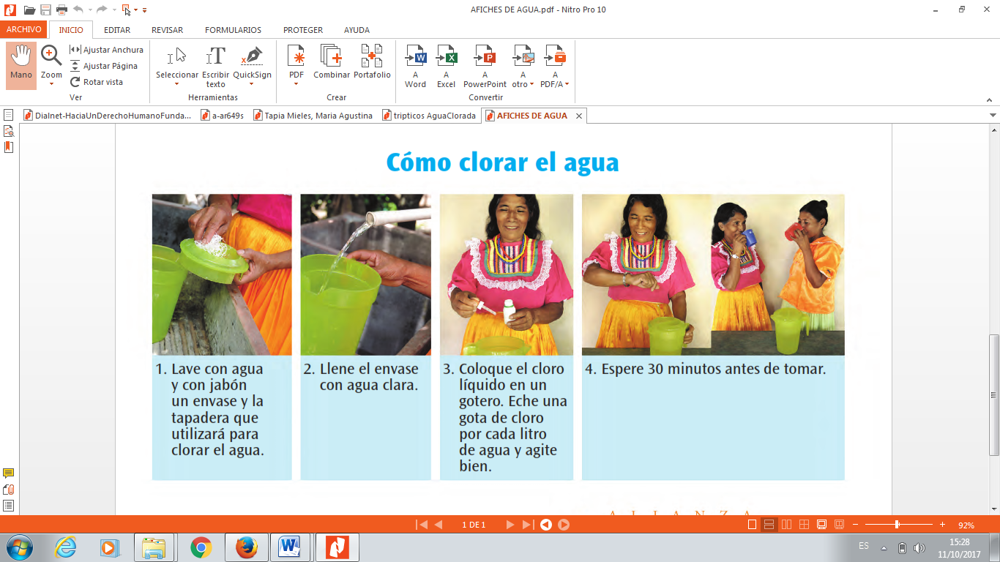 AFICHES DE AGUA.pdf - Nitro Pro 10
ARCHIVO INICIO EDITAR REVISAR FORMULARIOS PROTEGER AYUDA
Mano
Zoom
Ajustar Anchura
Ajustar Página
Rotar vista
Ver
Seleccionar
Escribir
texto
QuickSign
Herramientas
PDF
Combinar
Portafolio
Crear
A
Word
A
Excel
A
PowerPoint
A
otro
A
PDF/A
Convertir
Dialnet-HaciaUnDerechoHumanoFunda...
a-ar649s
Tapia Mieles, Maria Agustina
tripticos AguaClorada
AFICHES DE AGUA
Cómo clorar el agua
1. Lave con agua
y con jabón
un envase y la
tapadera que
utilizará para
clorar el agua.
2. Llene el envase
con agua clara.
3. Coloque el cloro
líquido en un
gotero. Eche una
gota de cloro
por cada litro
de agua y agite
bien.
4. Espere 30 minutos antes de tomar.
A L I A N Z A
1 DE 1
92%
ES
15:28
11/10/2017